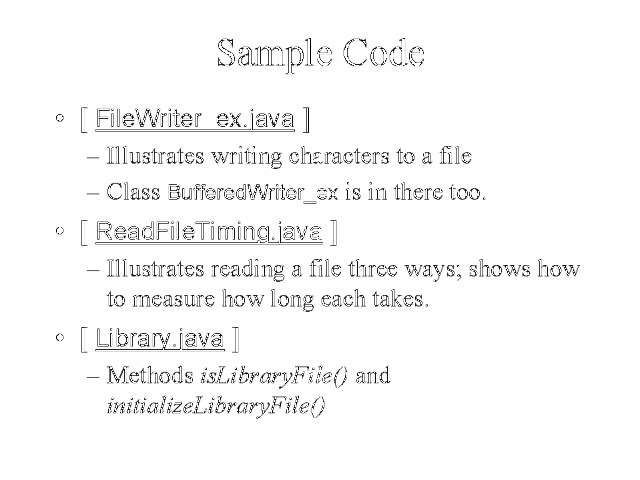 Sample Code
• [ FileWriter_ex.java ]
– Illustrates writing characters to a file
– Class BufferedWriter_ex is in there too.
• [ ReadFileTiming.java ]
– Illustrates reading a file three ways; shows how
to measure how long each takes.
• [ Library.java ]
– Methods isLibraryFile() and
initializeLibraryFile()